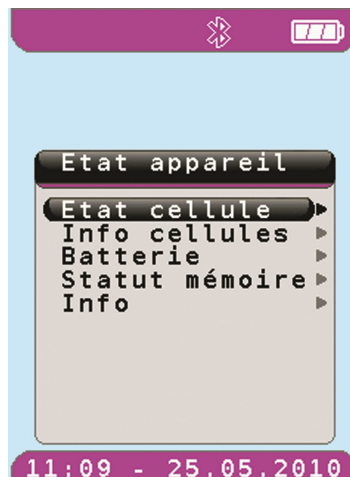 Etat appareil
Etat cellule
Info cellules
Batterie
Statut mémoire
Info
11:09 - 25.05.2010